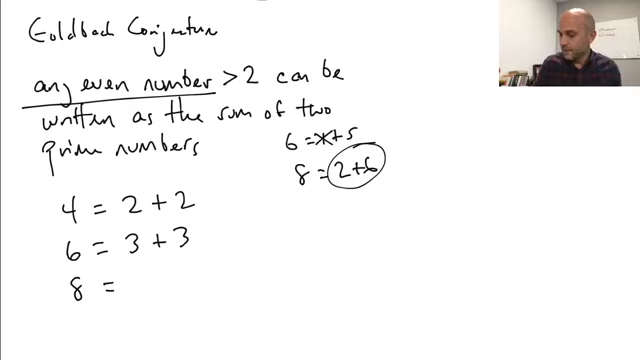 Goldbach Conjecture
any even number > 2 can be
written as the sum of two
prime numbers
6 = x + 5
8 = 2 + 6
4 = 2 + 2
6 = 3 + 3
8 =